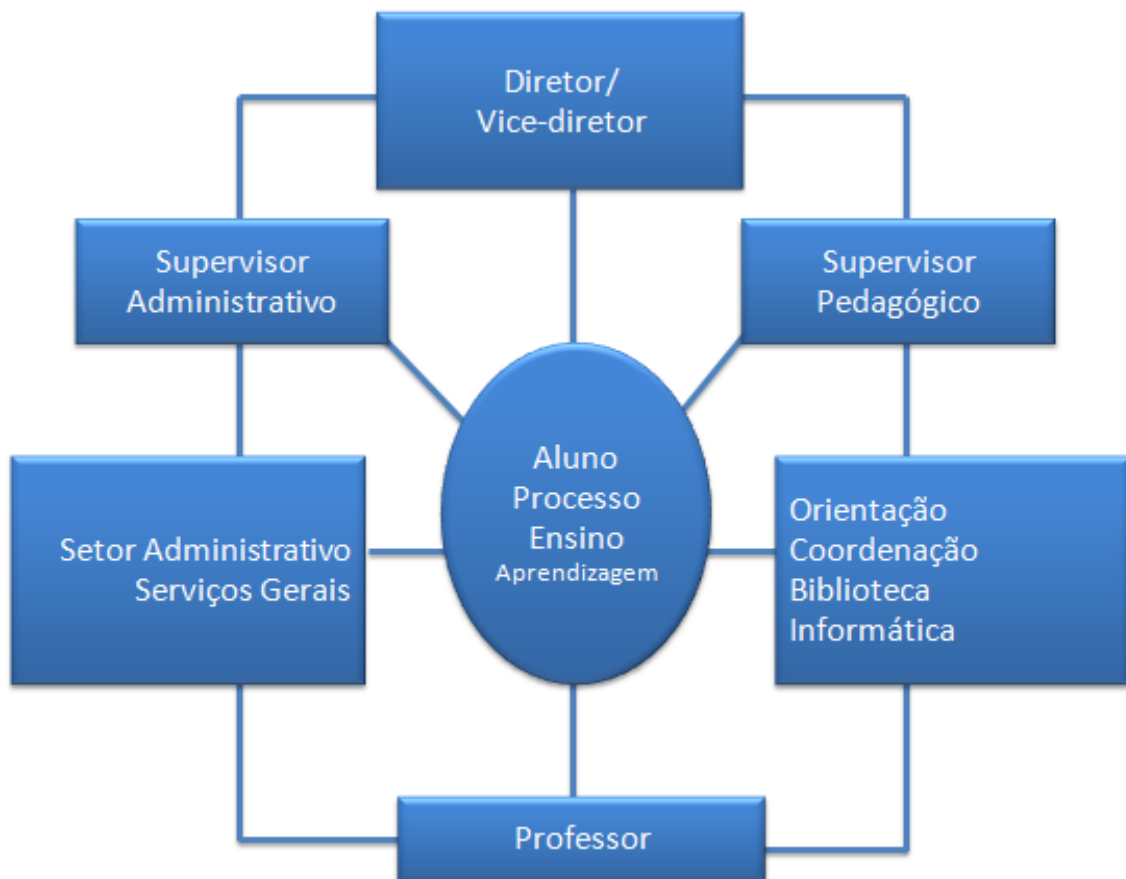 Diretor/
Vice-diretor
Supervisor
Administrativo
Supervisor
Pedagógico
Aluno
Processo
Ensino
Aprendizagem
Setor Administrativo
Serviços Gerais
Orientação
Coordenação
Biblioteca
Informática
Professor